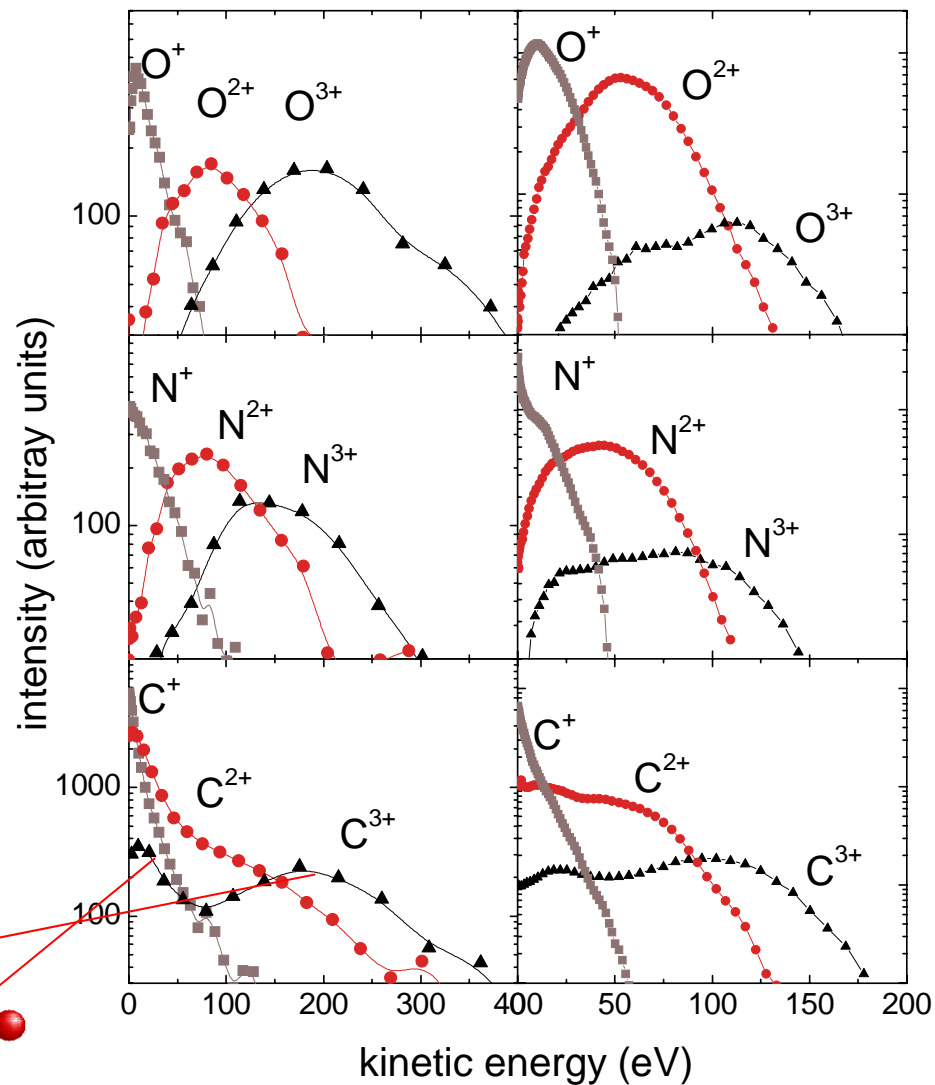 O⁺ O²⁺ O³⁺
O⁺ O²⁺ O³⁺
100
N⁺ N²⁺ N³⁺
N⁺ N²⁺ N³⁺
100
C⁺ C²⁺ C³⁺
C⁺ C²⁺ C³⁺
1000
100
0 100 200 300 400 50 100 150 200
intensity (arbitray units)
kinetic energy (eV)